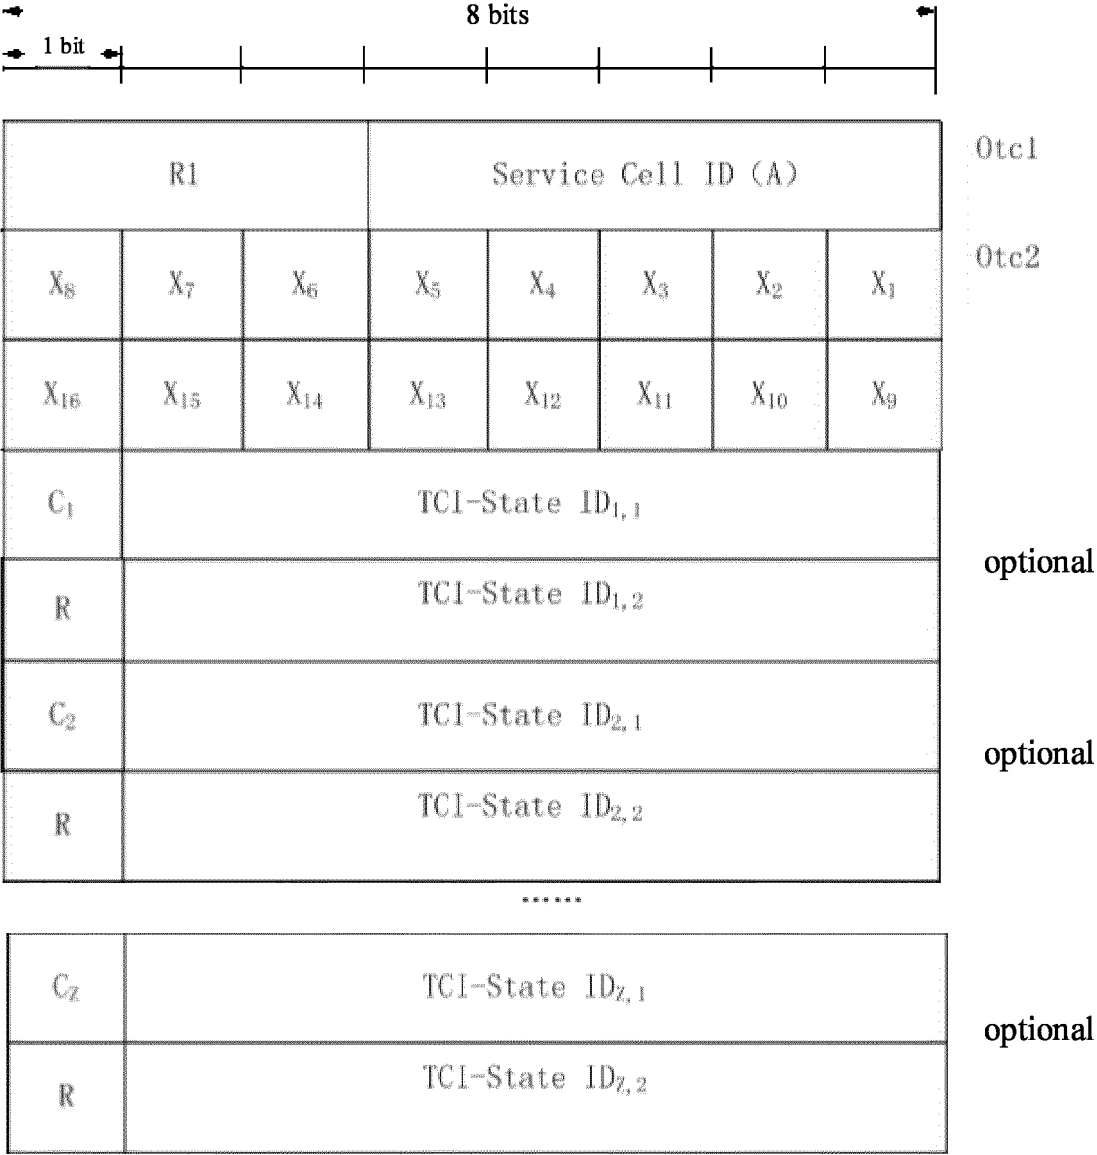 8 bits
1 bit
R1 Service Cell ID (A) Otc1
X8 X7 X6 X5 X4 X3 X2 X1 Otc2
X16 X15 X14 X13 X12 X11 X10 X9
C1 TCI-State ID1,1
optional
R TCI-State ID1,2
C2 TCI-State ID2,1
optional
R TCI-State ID2,2
......
CZ TCI-State IDZ,1
optional
R TCI-State IDZ,2